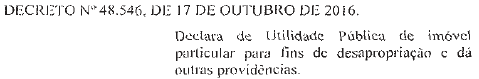 DECRETO Nº 48.546, DE 17 DE OUTUBRO DE 2016.
Declara de Utilidade Pública de imóvel
particular para fins de desapropriação e dá
outras providências.